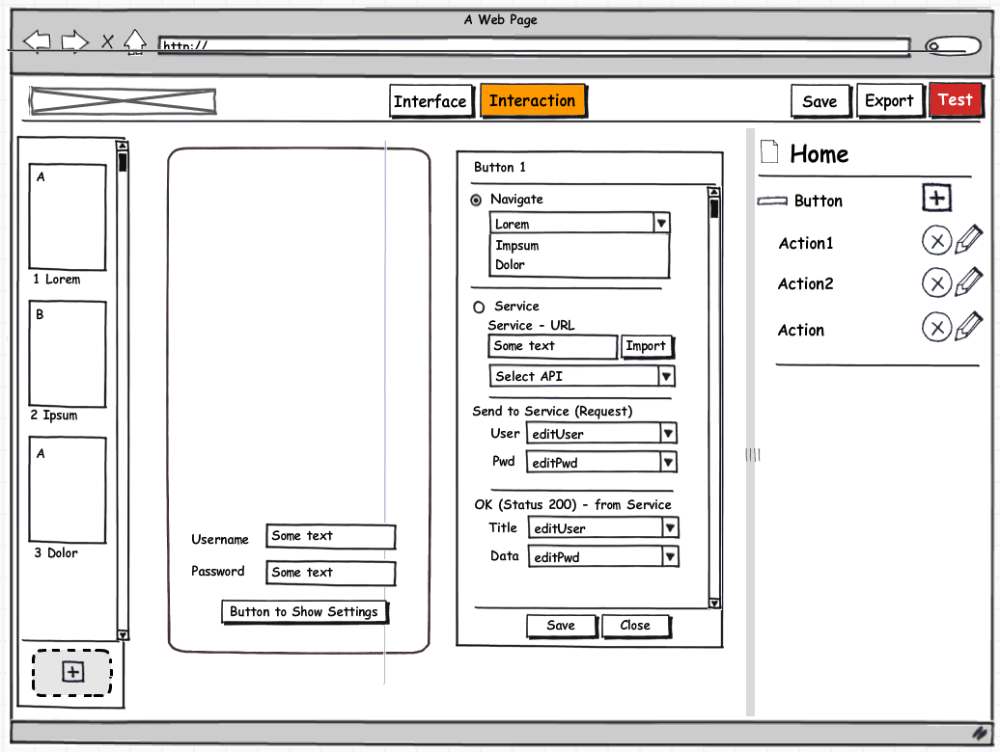 A Web Page
http://
Interface
Interaction
Save
Export
Test
A
1 Lorem
B
2 Ipsum
A
3 Dolor
Username
Some text
Password
Some text
Button to Show Settings
Button 1
Navigate
Lorem
Impsum
Dolor
Service
Service - URL
Some text
Import
Select API
Send to Service (Request)
User
editUser
Pwd
editPwd
OK (Status 200) - from Service
Title
editUser
Data
editPwd
Save
Close
Home
Button
Action1
Action2
Action